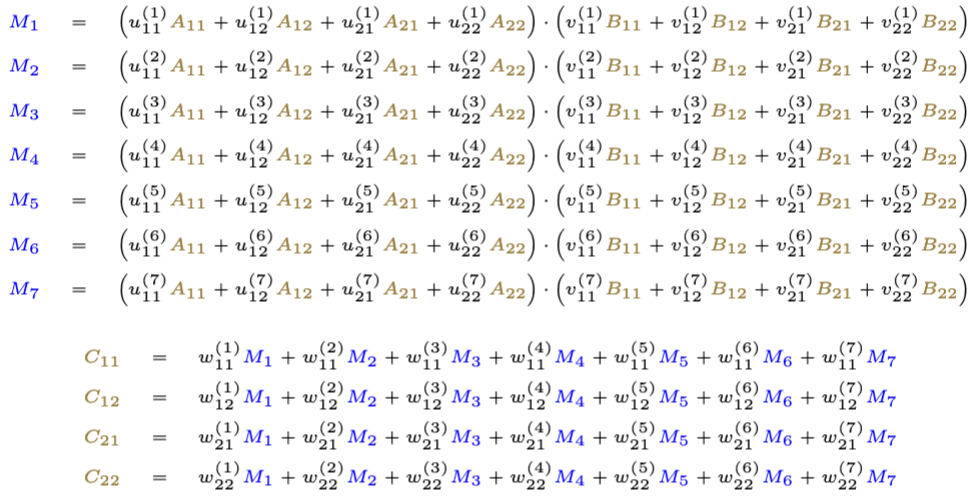 M₁ = (u₁₁⁽¹⁾A₁₁ + u₁₂⁽¹⁾A₁₂ + u₂₁⁽¹⁾A₂₁ + u₂₂⁽¹⁾A₂₂) · (v₁₁⁽¹⁾B₁₁ + v₁₂⁽¹⁾B₁₂ + v₂₁⁽¹⁾B₂₁ + v₂₂⁽¹⁾B₂₂)
M₂ = (u₁₁⁽²⁾A₁₁ + u₁₂⁽²⁾A₁₂ + u₂₁⁽²⁾A₂₁ + u₂₂⁽²⁾A₂₂) · (v₁₁⁽²⁾B₁₁ + v₁₂⁽²⁾B₁₂ + v₂₁⁽²⁾B₂₁ + v₂₂⁽²⁾B₂₂)
M₃ = (u₁₁⁽³⁾A₁₁ + u₁₂⁽³⁾A₁₂ + u₂₁⁽³⁾A₂₁ + u₂₂⁽³⁾A₂₂) · (v₁₁⁽³⁾B₁₁ + v₁₂⁽³⁾B₁₂ + v₂₁⁽³⁾B₂₁ + v₂₂⁽³⁾B₂₂)
M₄ = (u₁₁⁽⁴⁾A₁₁ + u₁₂⁽⁴⁾A₁₂ + u₂₁⁽⁴⁾A₂₁ + u₂₂⁽⁴⁾A₂₂) · (v₁₁⁽⁴⁾B₁₁ + v₁₂⁽⁴⁾B₁₂ + v₂₁⁽⁴⁾B₂₁ + v₂₂⁽⁴⁾B₂₂)
M₅ = (u₁₁⁽⁵⁾A₁₁ + u₁₂⁽⁵⁾A₁₂ + u₂₁⁽⁵⁾A₂₁ + u₂₂⁽⁵⁾A₂₂) · (v₁₁⁽⁵⁾B₁₁ + v₁₂⁽⁵⁾B₁₂ + v₂₁⁽⁵⁾B₂₁ + v₂₂⁽⁵⁾B₂₂)
M₆ = (u₁₁⁽⁶⁾A₁₁ + u₁₂⁽⁶⁾A₁₂ + u₂₁⁽⁶⁾A₂₁ + u₂₂⁽⁶⁾A₂₂) · (v₁₁⁽⁶⁾B₁₁ + v₁₂⁽⁶⁾B₁₂ + v₂₁⁽⁶⁾B₂₁ + v₂₂⁽⁶⁾B₂₂)
M₇ = (u₁₁⁽⁷⁾A₁₁ + u₁₂⁽⁷⁾A₁₂ + u₂₁⁽⁷⁾A₂₁ + u₂₂⁽⁷⁾A₂₂) · (v₁₁⁽⁷⁾B₁₁ + v₁₂⁽⁷⁾B₁₂ + v₂₁⁽⁷⁾B₂₁ + v₂₂⁽⁷⁾B₂₂)
C₁₁ = w₁₁⁽¹⁾M₁ + w₁₁⁽²⁾M₂ + w₁₁⁽³⁾M₃ + w₁₁⁽⁴⁾M₄ + w₁₁⁽⁵⁾M₅ + w₁₁⁽⁶⁾M₆ + w₁₁⁽⁷⁾M₇
C₁₂ = w₁₂⁽¹⁾M₁ + w₁₂⁽²⁾M₂ + w₁₂⁽³⁾M₃ + w₁₂⁽⁴⁾M₄ + w₁₂⁽⁵⁾M₅ + w₁₂⁽⁶⁾M₆ + w₁₂⁽⁷⁾M₇
C₂₁ = w₂₁⁽¹⁾M₁ + w₂₁⁽²⁾M₂ + w₂₁⁽³⁾M₃ + w₂₁⁽⁴⁾M₄ + w₂₁⁽⁵⁾M₅ + w₂₁⁽⁶⁾M₆ + w₂₁⁽⁷⁾M₇
C₂₂ = w₂₂⁽¹⁾M₁ + w₂₂⁽²⁾M₂ + w₂₂⁽³⁾M₃ + w₂₂⁽⁴⁾M₄ + w₂₂⁽⁵⁾M₅ + w₂₂⁽⁶⁾M₆ + w₂₂⁽⁷⁾M₇